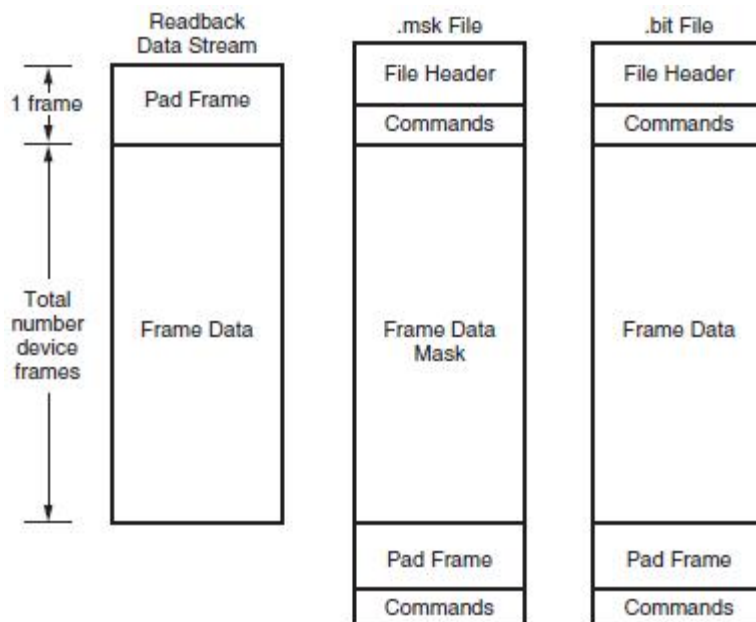 Readback
Data Stream
.msk File
.bit File
1 frame
Pad Frame
File Header
File Header
Commands
Commands
Total
number
device
frames
Frame Data
Frame Data
Mask
Frame Data
Pad Frame
Pad Frame
Commands
Commands